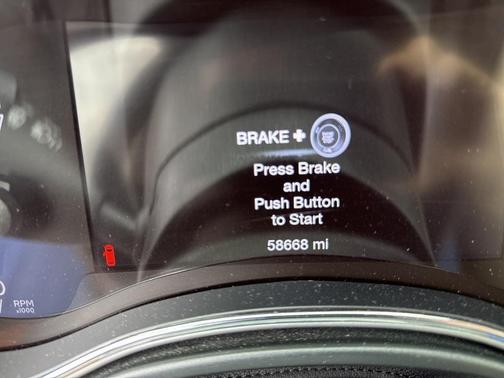 BRAKE +
Press Brake
and
Push Button
to Start
58668 mi
RPM
x1000